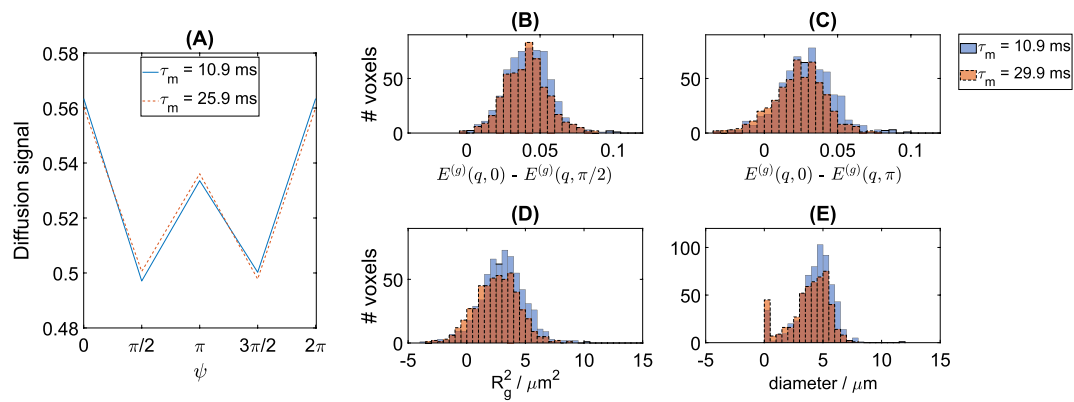 (A)
0.58
0.56
0.54
0.52
0.5
0.48
Diffusion signal
τm = 10.9 ms
τm = 25.9 ms
0 π/2 π 3π/2 2π
ψ
(B)
50
0
# voxels
0 0.05 0.1
E(g)(q, 0) - E(g)(q, π/2)
(C)
50
0
0 0.05 0.1
E(g)(q, 0) - E(g)(q, π)
τm = 10.9 ms
τm = 29.9 ms
(D)
50
0
# voxels
-5 0 5 10 15
Rg2 / μm2
(E)
100
50
0
-5 0 5 10 15
diameter / μm